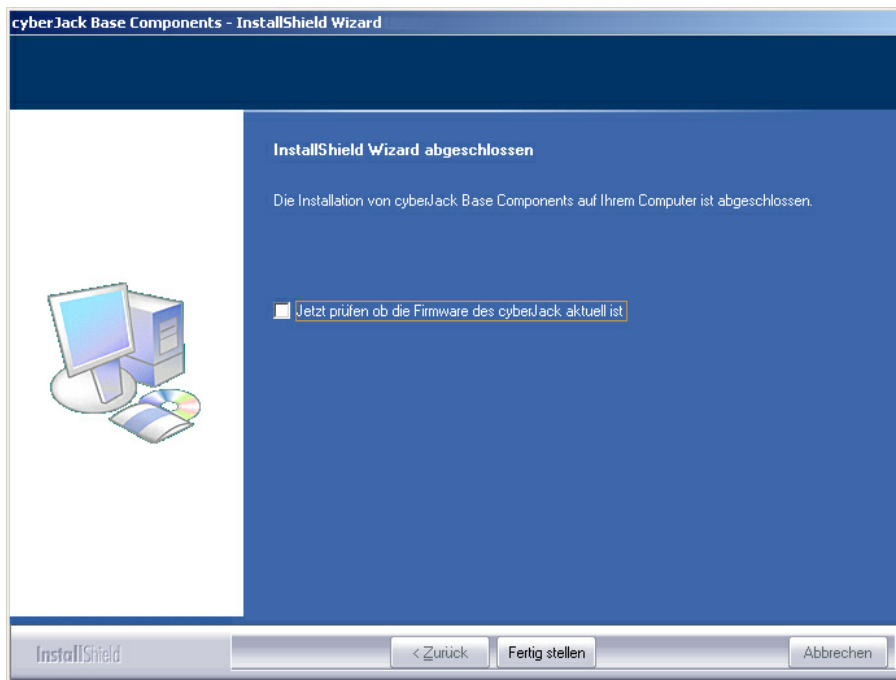 cyberJack Base Components - InstallShield Wizard
InstallShield Wizard abgeschlossen
Die Installation von cyberJack Base Components auf Ihrem Computer ist abgeschlossen.
Jetzt prüfen ob die Firmware des cyberJack aktuell ist
InstallShield
< Zurück
Fertig stellen
Abbrechen